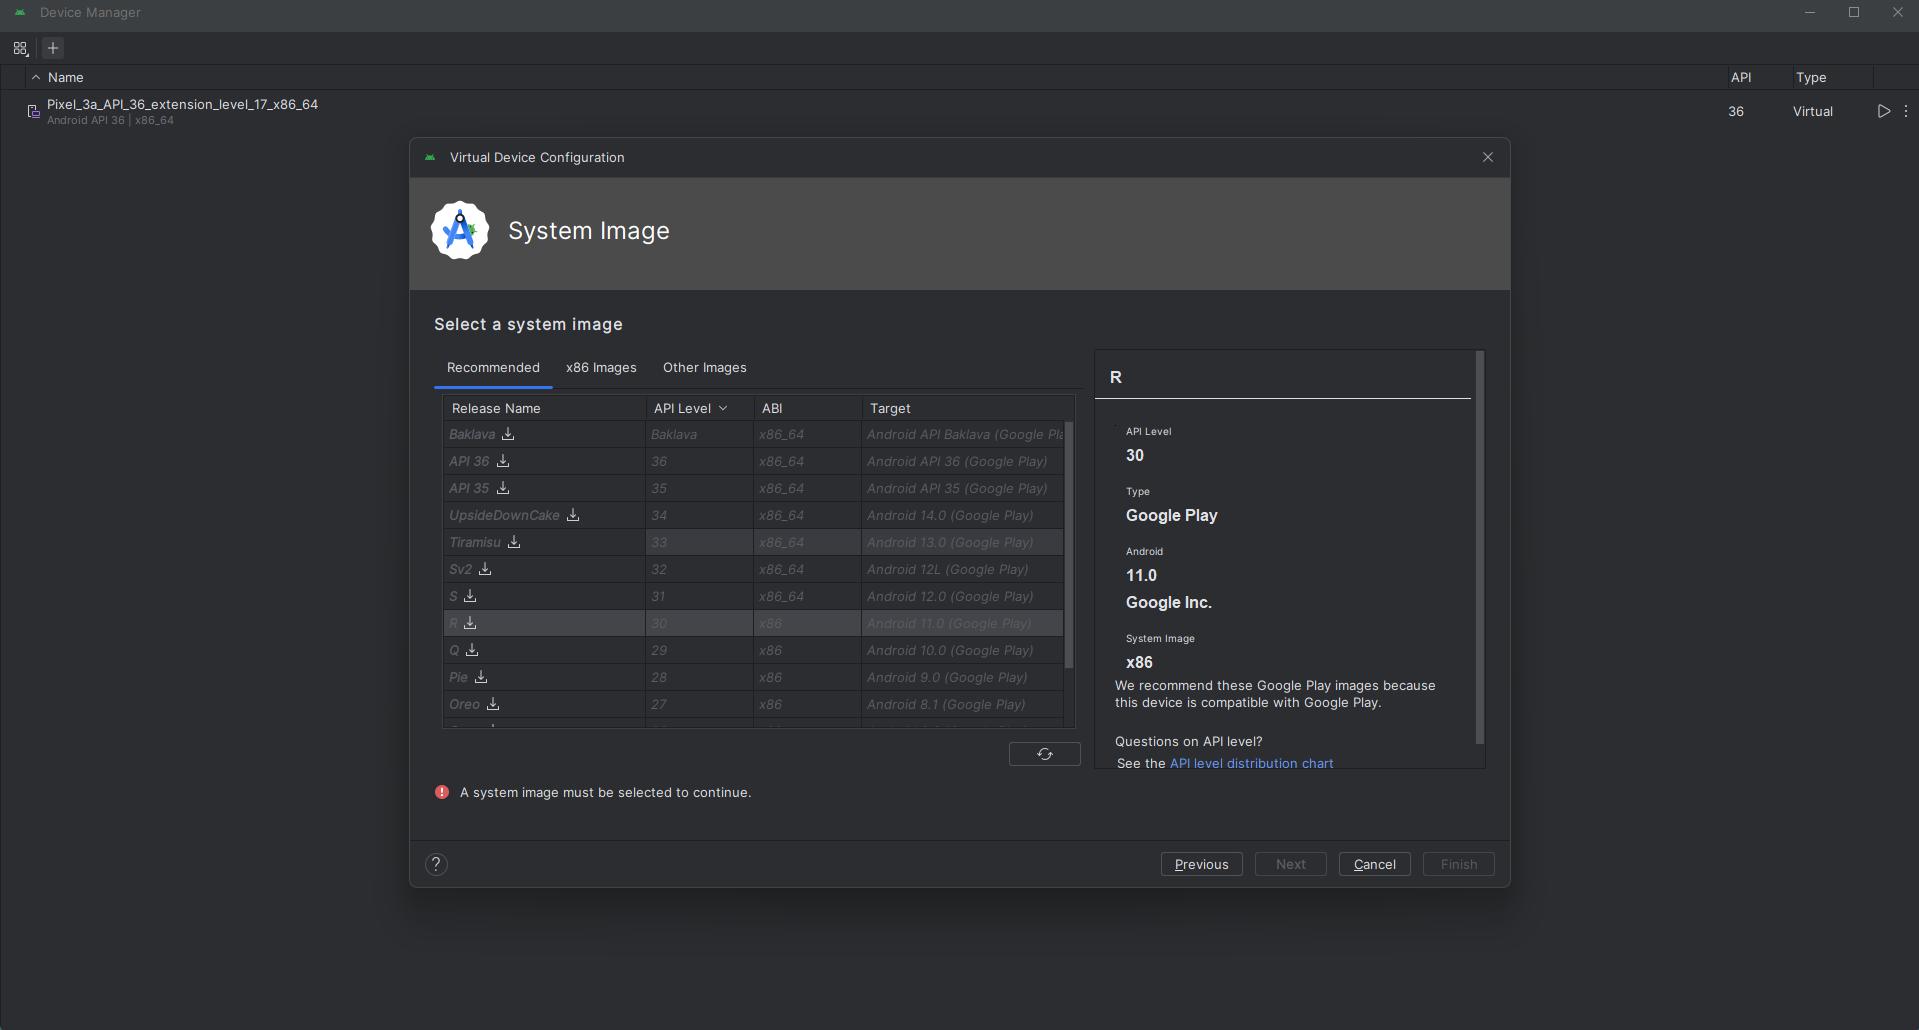 Device Manager
Name API Type
Pixel_3a_API_36_extension_level_17_x86_64 36 Virtual
Android API 36 | x86_64
Virtual Device Configuration
System Image
Select a system image
Recommended x86 Images Other Images
Release Name API Level ABI Target
Baklava Baklava x86_64 Android API Baklava (Google Pla
API 36 36 x86_64 Android API 36 (Google Play)
API 35 35 x86_64 Android API 35 (Google Play)
UpsideDownCake 34 x86_64 Android 14.0 (Google Play)
Tiramisu 33 x86_64 Android 13.0 (Google Play)
Sv2 32 x86_64 Android 12L (Google Play)
S 31 x86_64 Android 12.0 (Google Play)
R 30 x86 Android 11.0 (Google Play)
Q 29 x86 Android 10.0 (Google Play)
Pie 28 x86 Android 9.0 (Google Play)
Oreo 27 x86 Android 8.1 (Google Play)
R
API Level
30
Type
Google Play
Android
11.0
Google Inc.
System Image
x86
We recommend these Google Play images because
this device is compatible with Google Play.
Questions on API level?
See the API level distribution chart
A system image must be selected to continue.
? Previous Next Cancel Finish